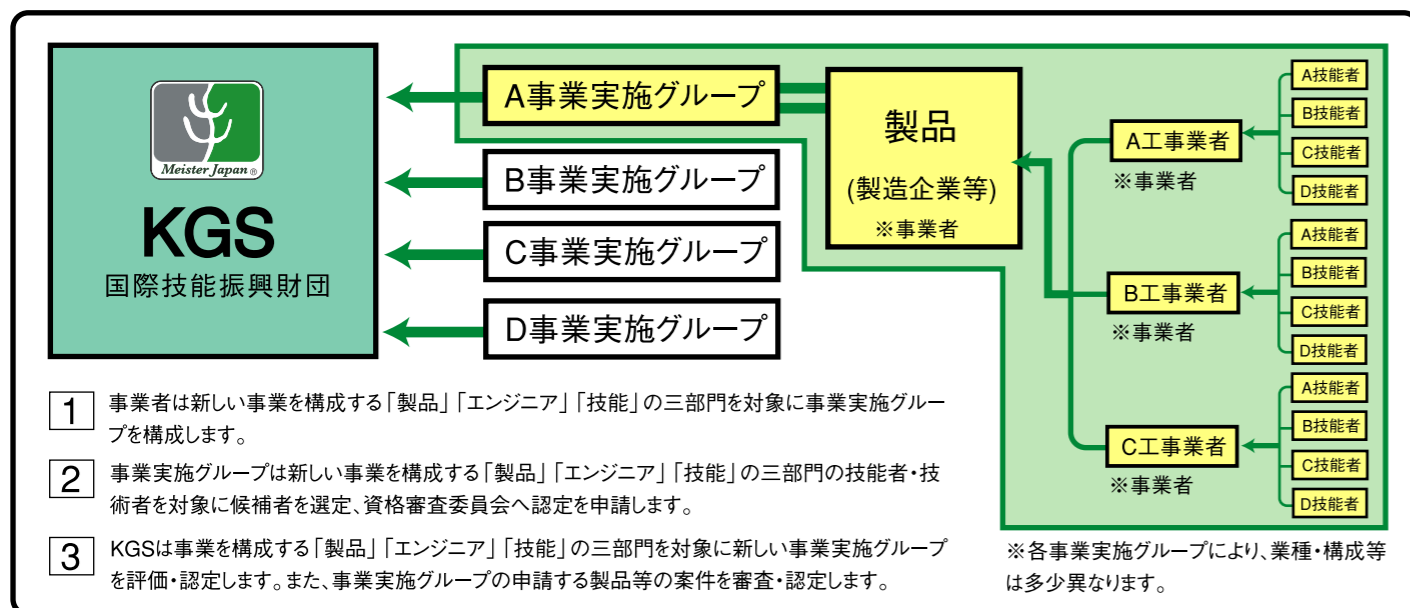 Meister Japan®
KGS
国際技能振興財団
A事業実施グループ
B事業実施グループ
C事業実施グループ
D事業実施グループ
製品
(製造企業等)
※事業者
A工事業者
※事業者
B工事業者
※事業者
C工事業者
※事業者
A技能者
B技能者
C技能者
D技能者
A技能者
B技能者
C技能者
D技能者
A技能者
B技能者
C技能者
D技能者
1 事業者は新しい事業を構成する「製品」「エンジニア」「技能」の三部門を対象に事業実施グルー
プを構成します。
2 事業実施グループは新しい事業を構成する「製品」「エンジニア」「技能」の三部門の技能者・技
術者を対象に候補者を選定、資格審査委員会へ認定を申請します。
3 KGSは事業を構成する「製品」「エンジニア」「技能」の三部門を対象に新しい事業実施グループ
を評価・認定します。また、事業実施グループの申請する製品等の案件を審査・認定します。
※各事業実施グループにより、業種・構成等
は多少異なります。